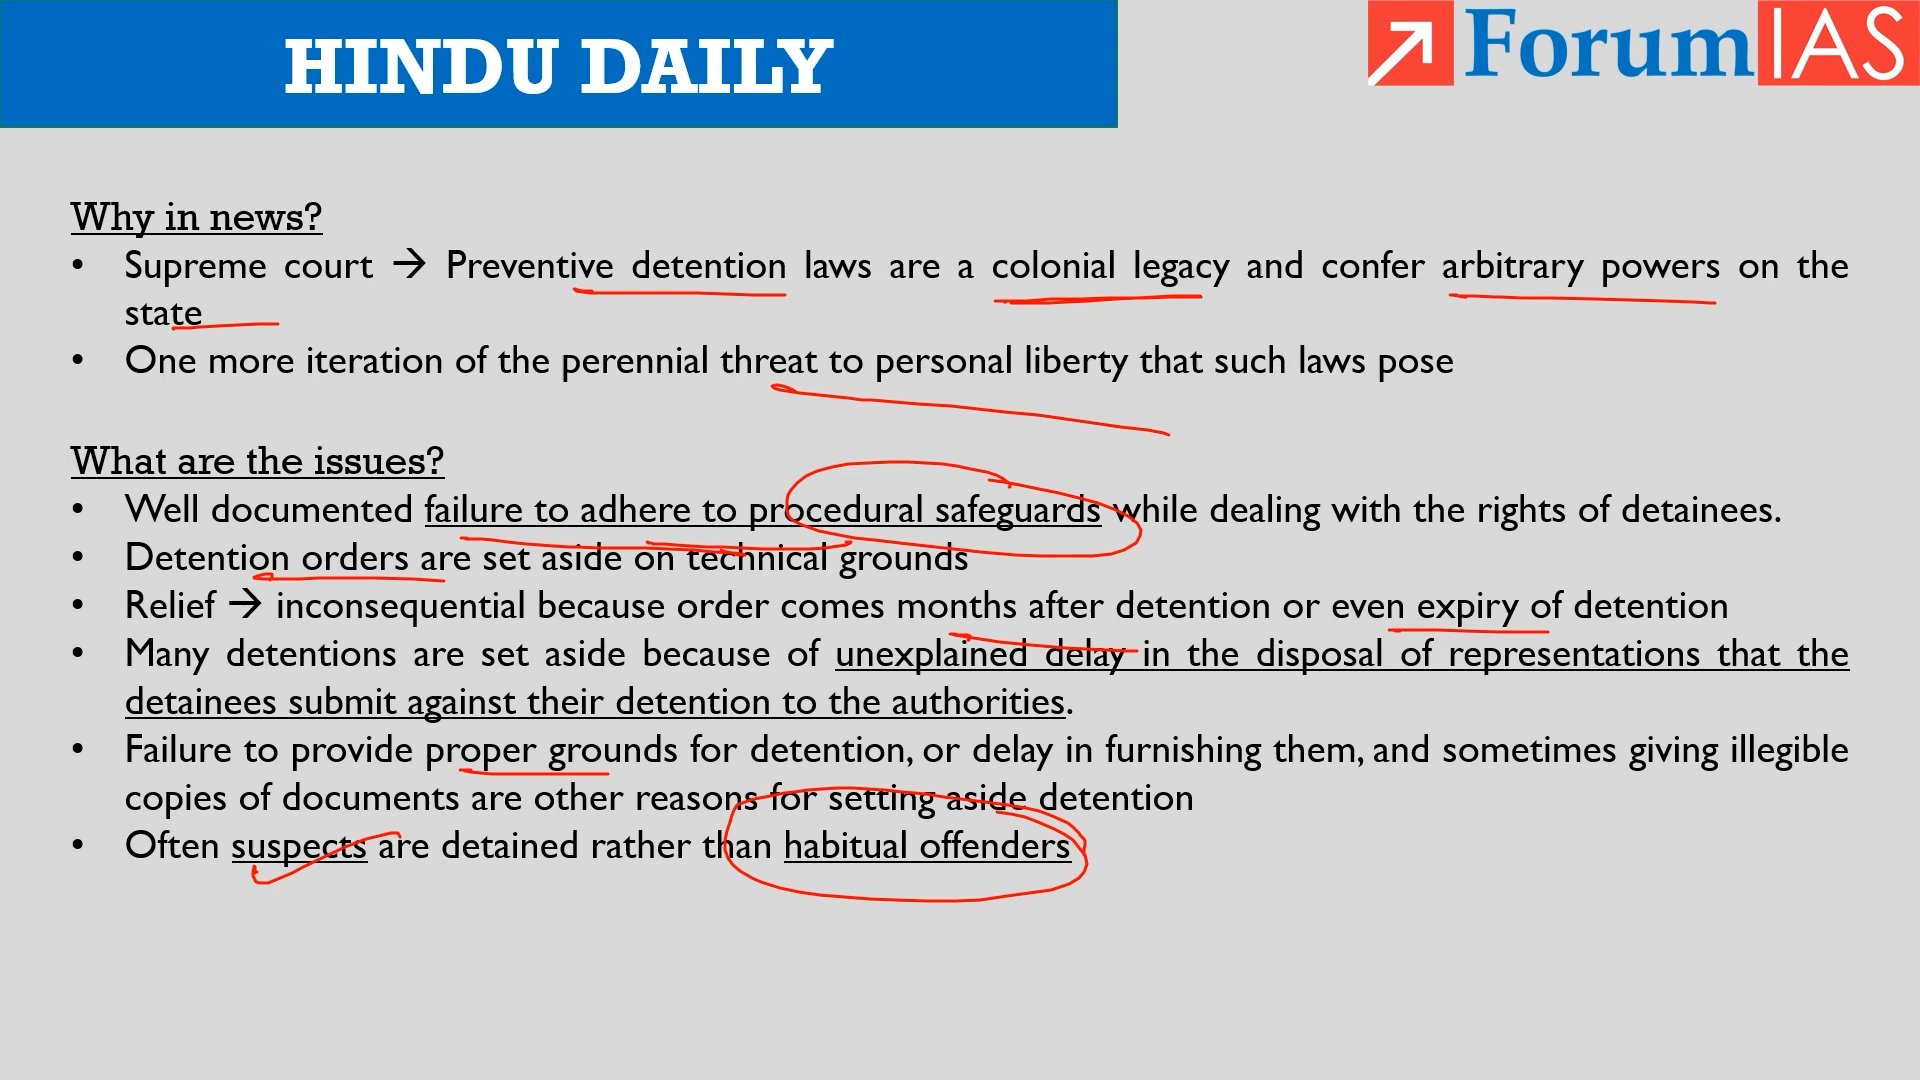 HINDU DAILY
ForumIAS
Why in news?
• Supreme court → Preventive detention laws are a colonial legacy and confer arbitrary powers on the
state
• One more iteration of the perennial threat to personal liberty that such laws pose
What are the issues?
• Well documented failure to adhere to procedural safeguards while dealing with the rights of detainees.
• Detention orders are set aside on technical grounds
• Relief → inconsequential because order comes months after detention or even expiry of detention
• Many detentions are set aside because of unexplained delay in the disposal of representations that the
detainees submit against their detention to the authorities.
• Failure to provide proper grounds for detention, or delay in furnishing them, and sometimes giving illegible
copies of documents are other reasons for setting aside detention
• Often suspects are detained rather than habitual offenders